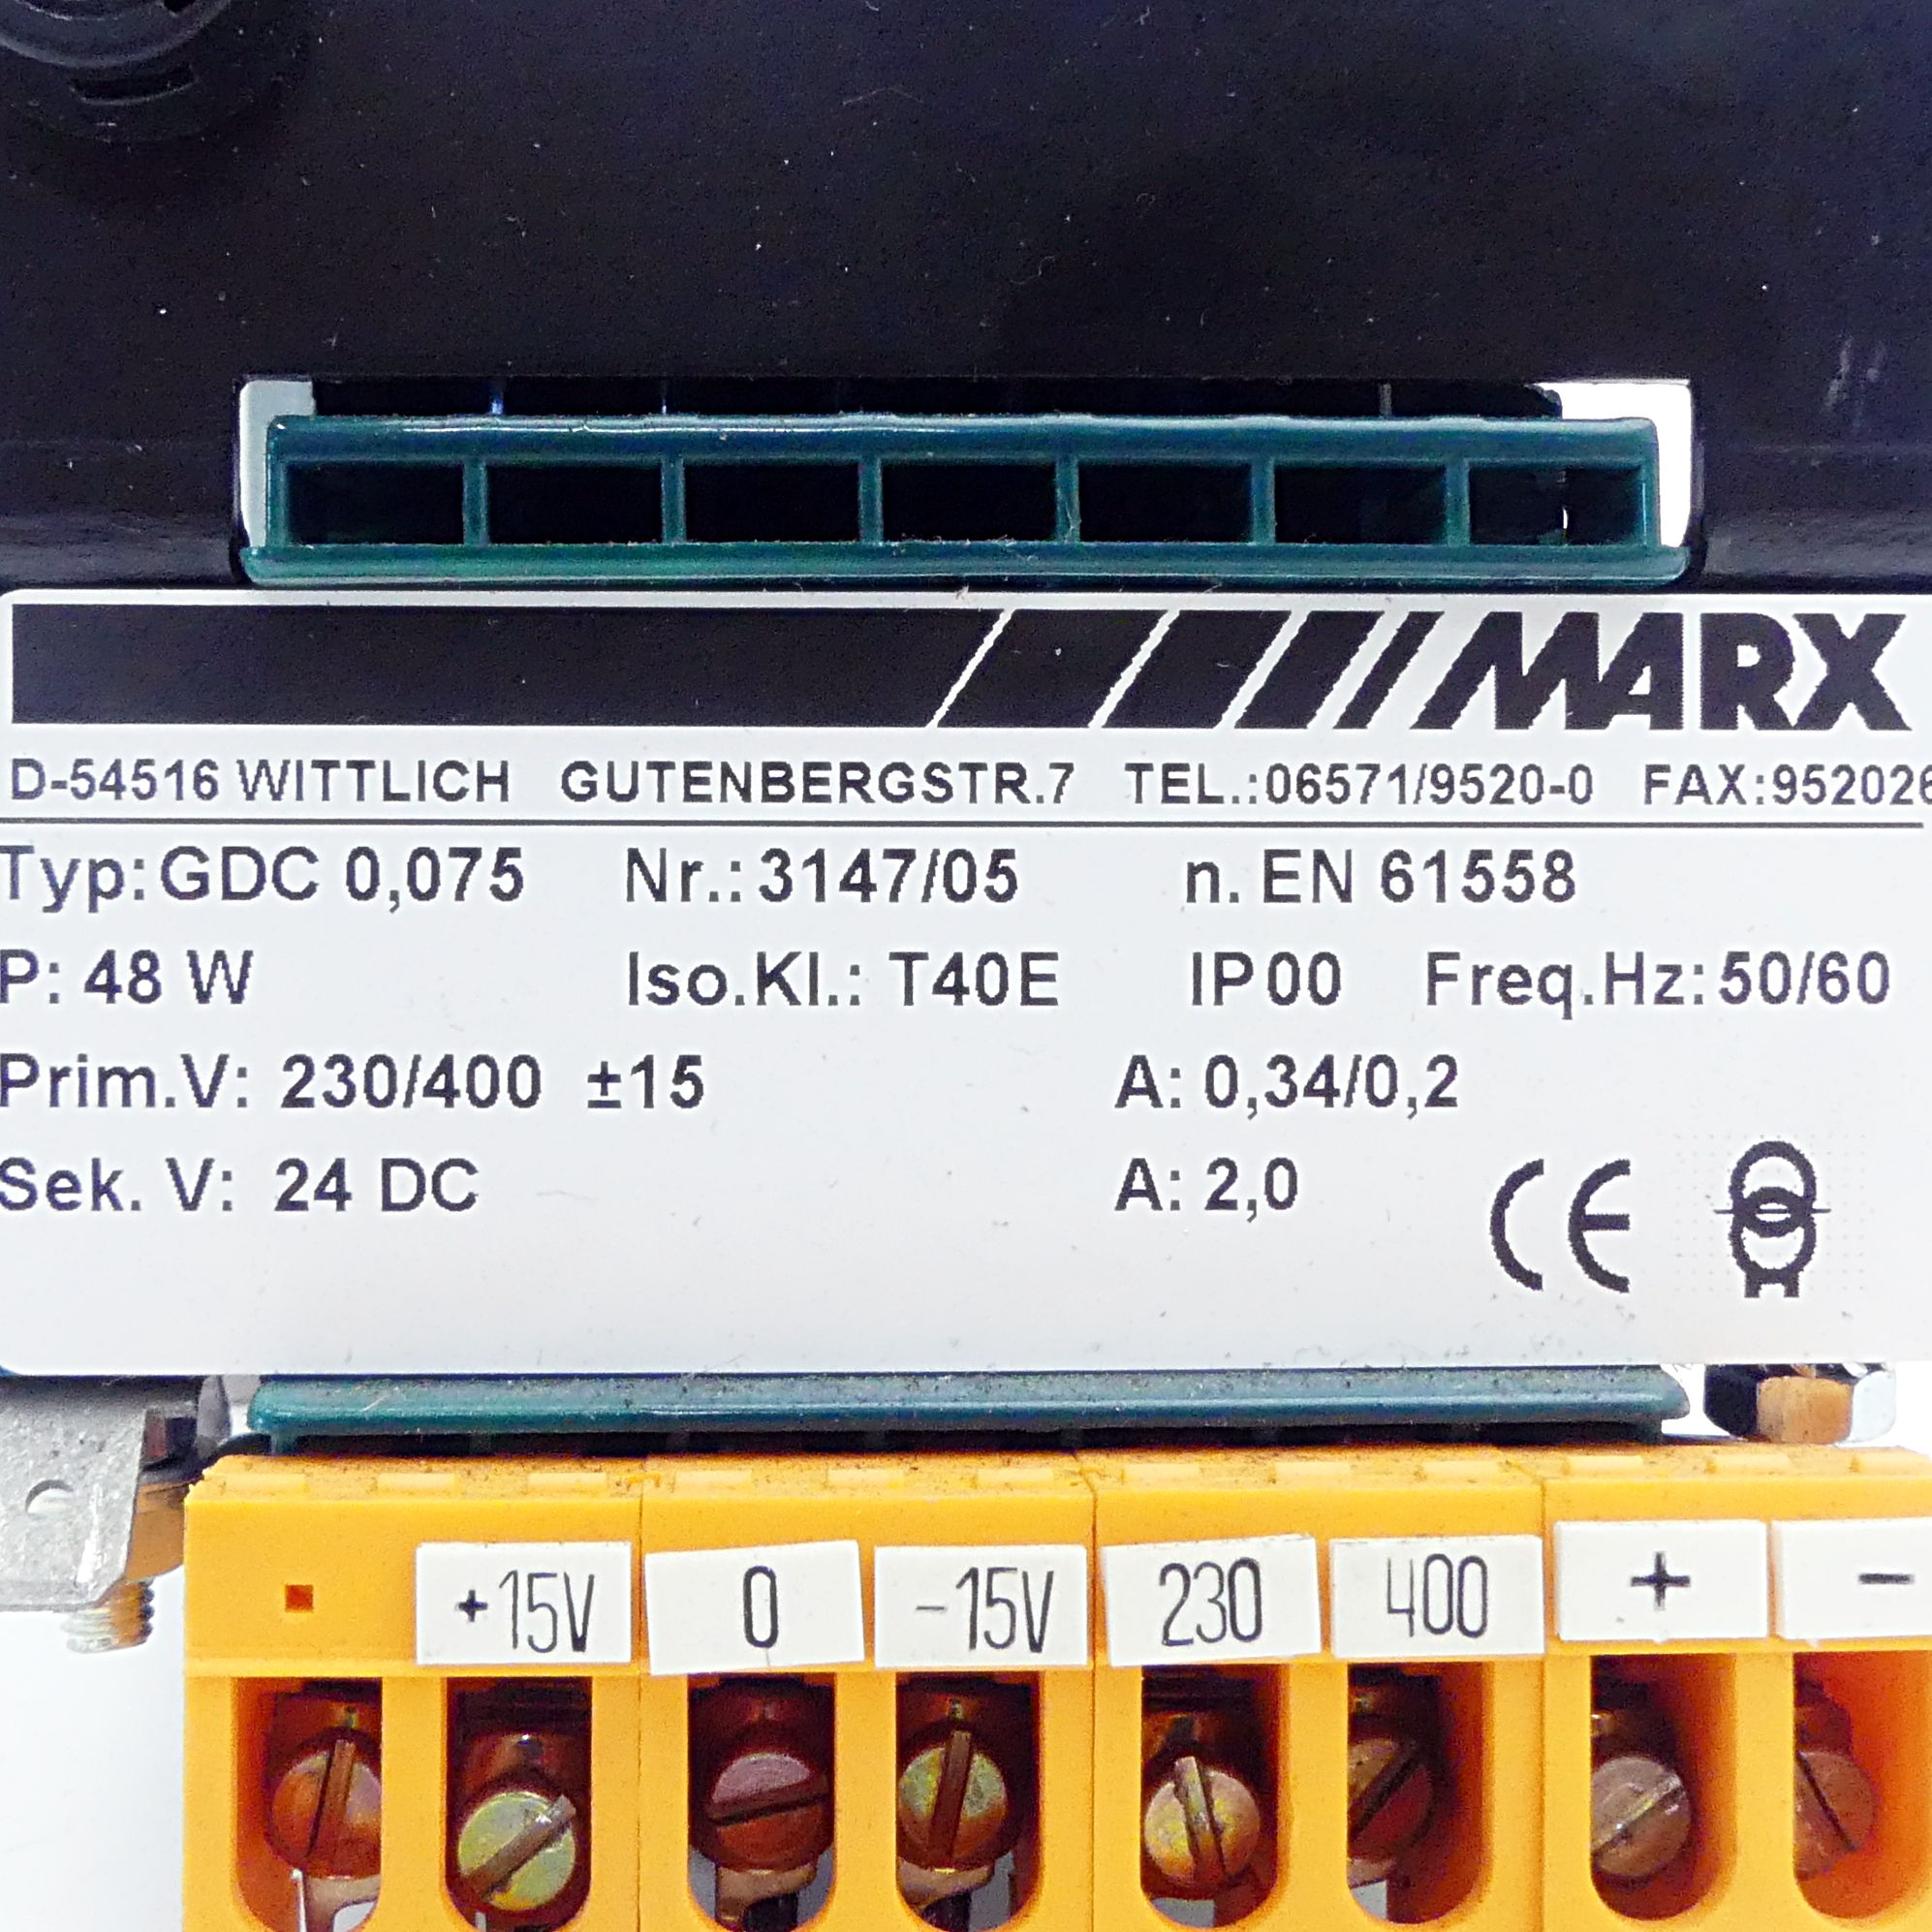 MARX
D-54516 WITTLICH GUTENBERGSTR.7 TEL.:06571/9520-0 FAX:952026
Typ: GDC 0,075 Nr.: 3147/05 n. EN 61558
P: 48 W Iso.Kl.: T40E IP00 Freq.Hz: 50/60
Prim.V: 230/400 ±15 A: 0,34/0,2
Sek. V: 24 DC A: 2,0 CE
+15V 0 -15V 230 400 + -